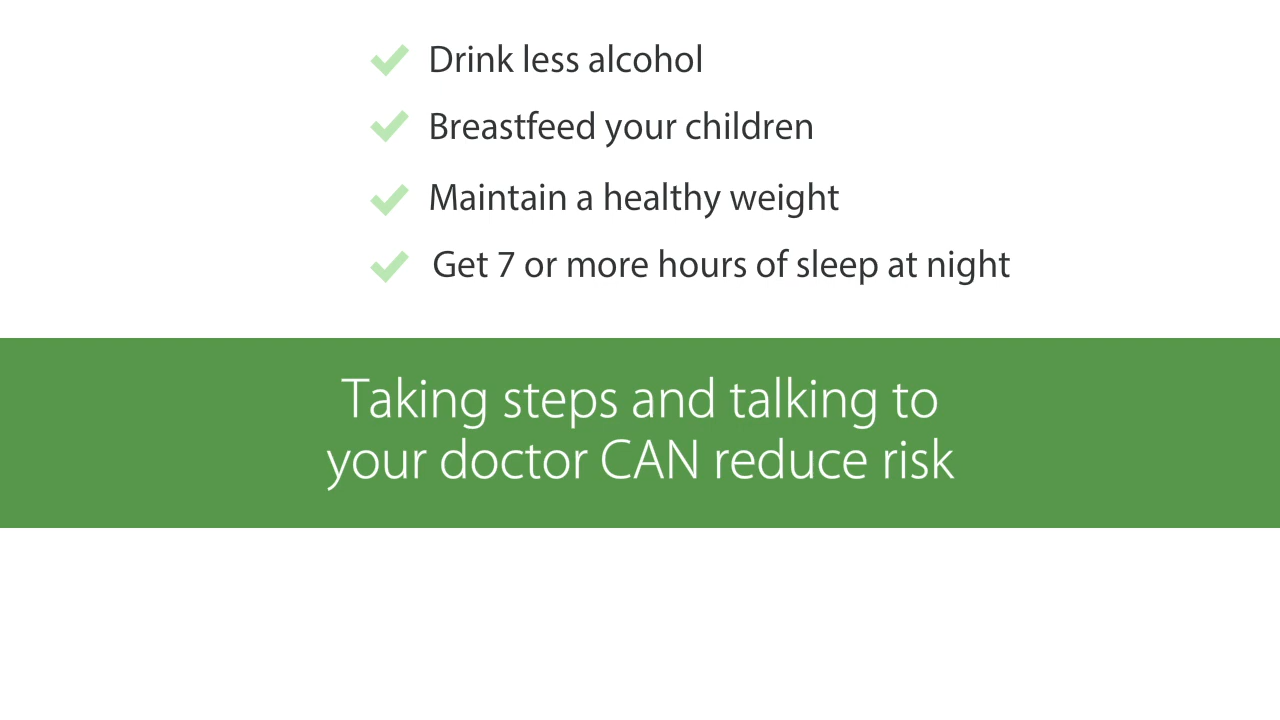 Drink less alcohol
Breastfeed your children
Maintain a healthy weight
Get 7 or more hours of sleep at night
Taking steps and talking to
your doctor CAN reduce risk